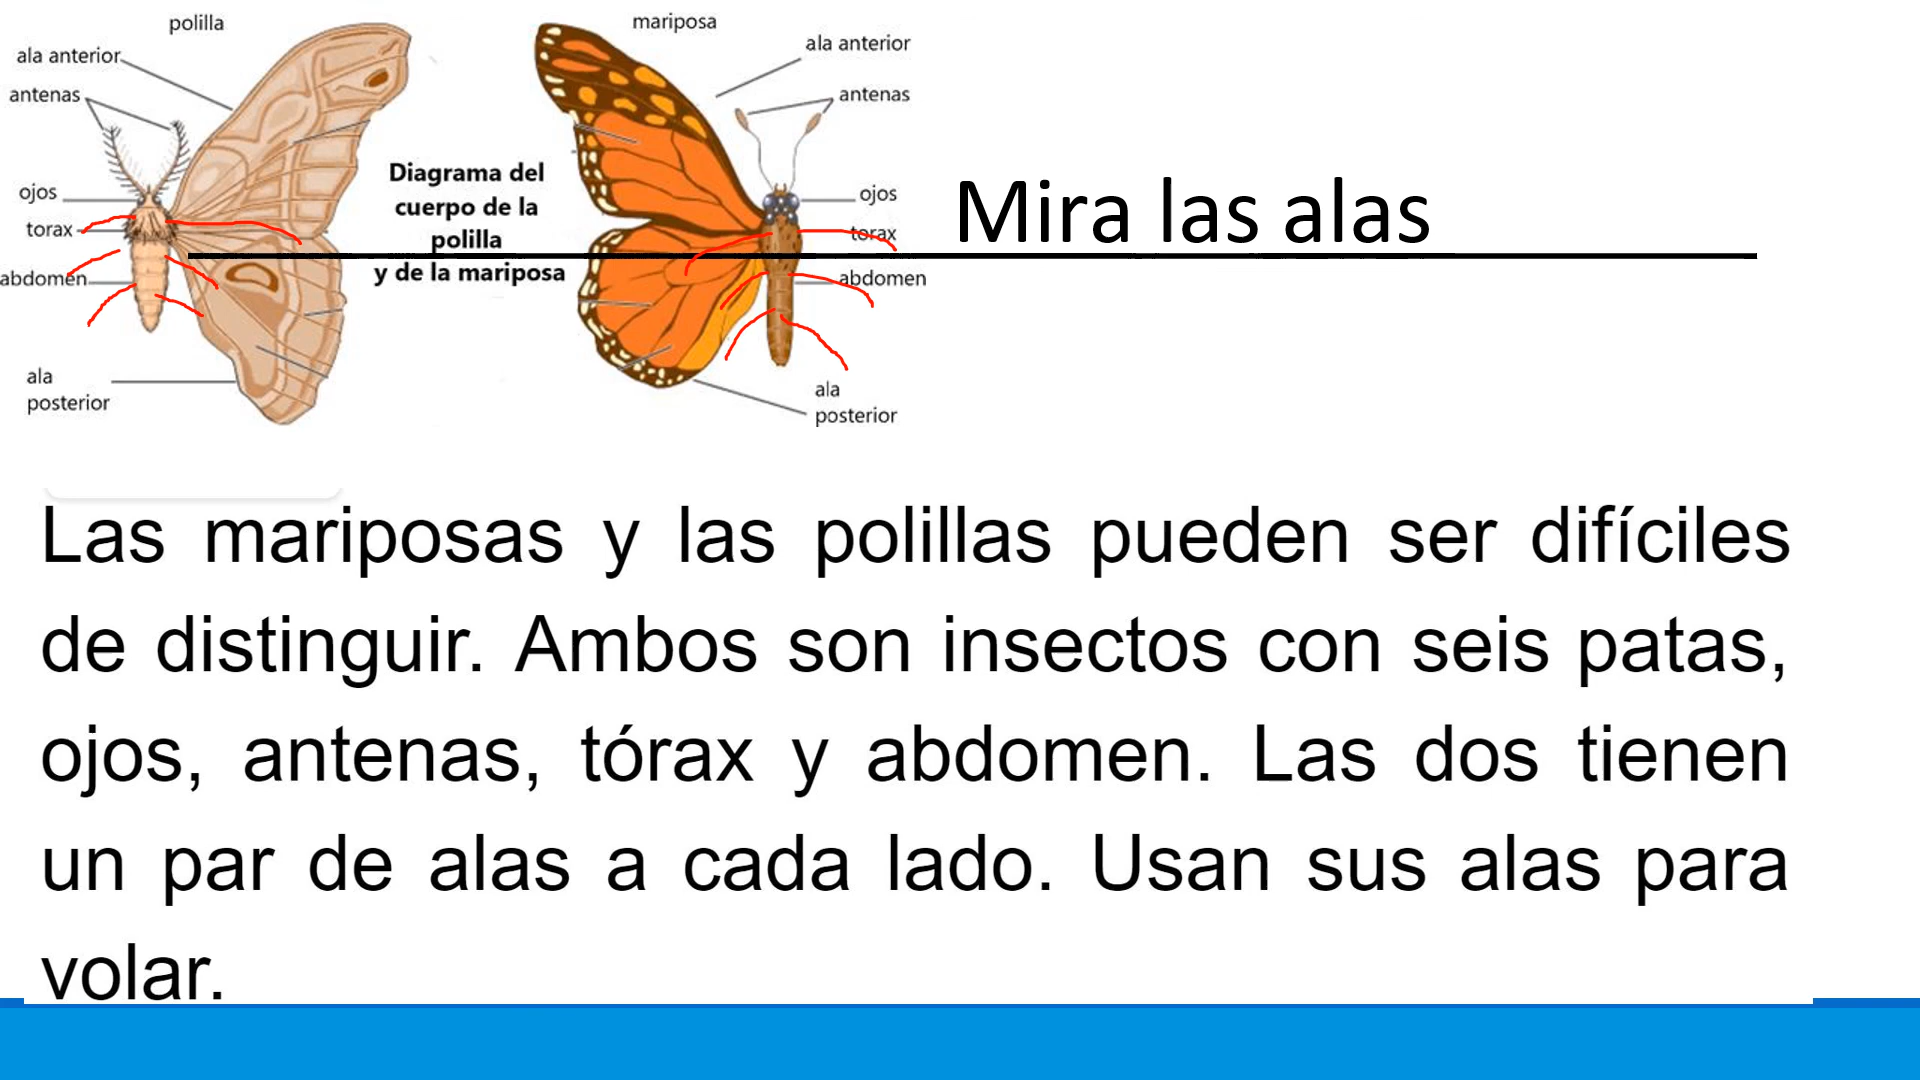 polilla
ala anterior
antenas
ojos
torax
abdomen
ala
posterior
Diagrama del
cuerpo de la
polilla
y de la mariposa
mariposa
ala anterior
antenas
ojos
torax
abdomen
ala
posterior
Mira las alas
Las mariposas y las polillas pueden ser difíciles
de distinguir. Ambos son insectos con seis patas,
ojos, antenas, tórax y abdomen. Las dos tienen
un par de alas a cada lado. Usan sus alas para
volar.